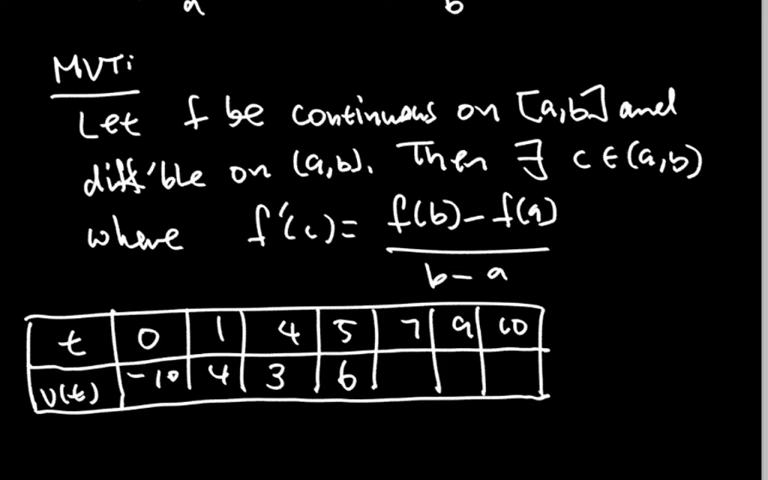 a b
MVT:
Let f be continuous on [a,b] and
diff'ble on (a,b). Then ∃ c ∈ (a,b)
where f'(c) = f(b) - f(a)
b - a
t 0 1 4 5 7 9 10
v(t) -10 4 3 6